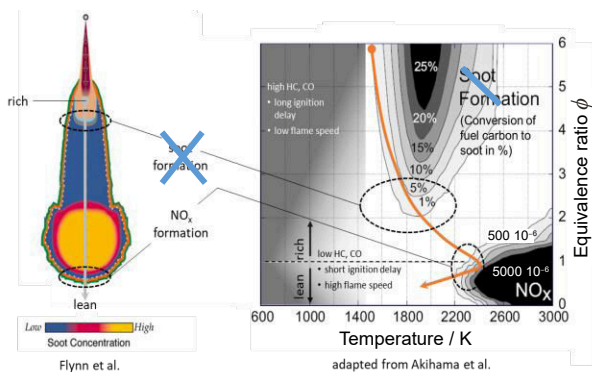 rich
soot
formation
NOx
formation
lean
Low
High
Soot Concentration
Flynn et al.
high HC, CO
• long ignition
delay
• low flame speed
25%
20%
15%
10%
5%
1%
Soot
Formation
(Conversion of
fuel carbon to
soot in %)
rich
lean
low HC, CO
• short ignition delay
• high flame speed
500 10⁻⁶
5000 10⁻⁶
NOx
6
5
4
3
2
1
0
Equivalence ratio ϕ
600 1000 1400 1800 2200 2600 3000
Temperature / K
adapted from Akihama et al.